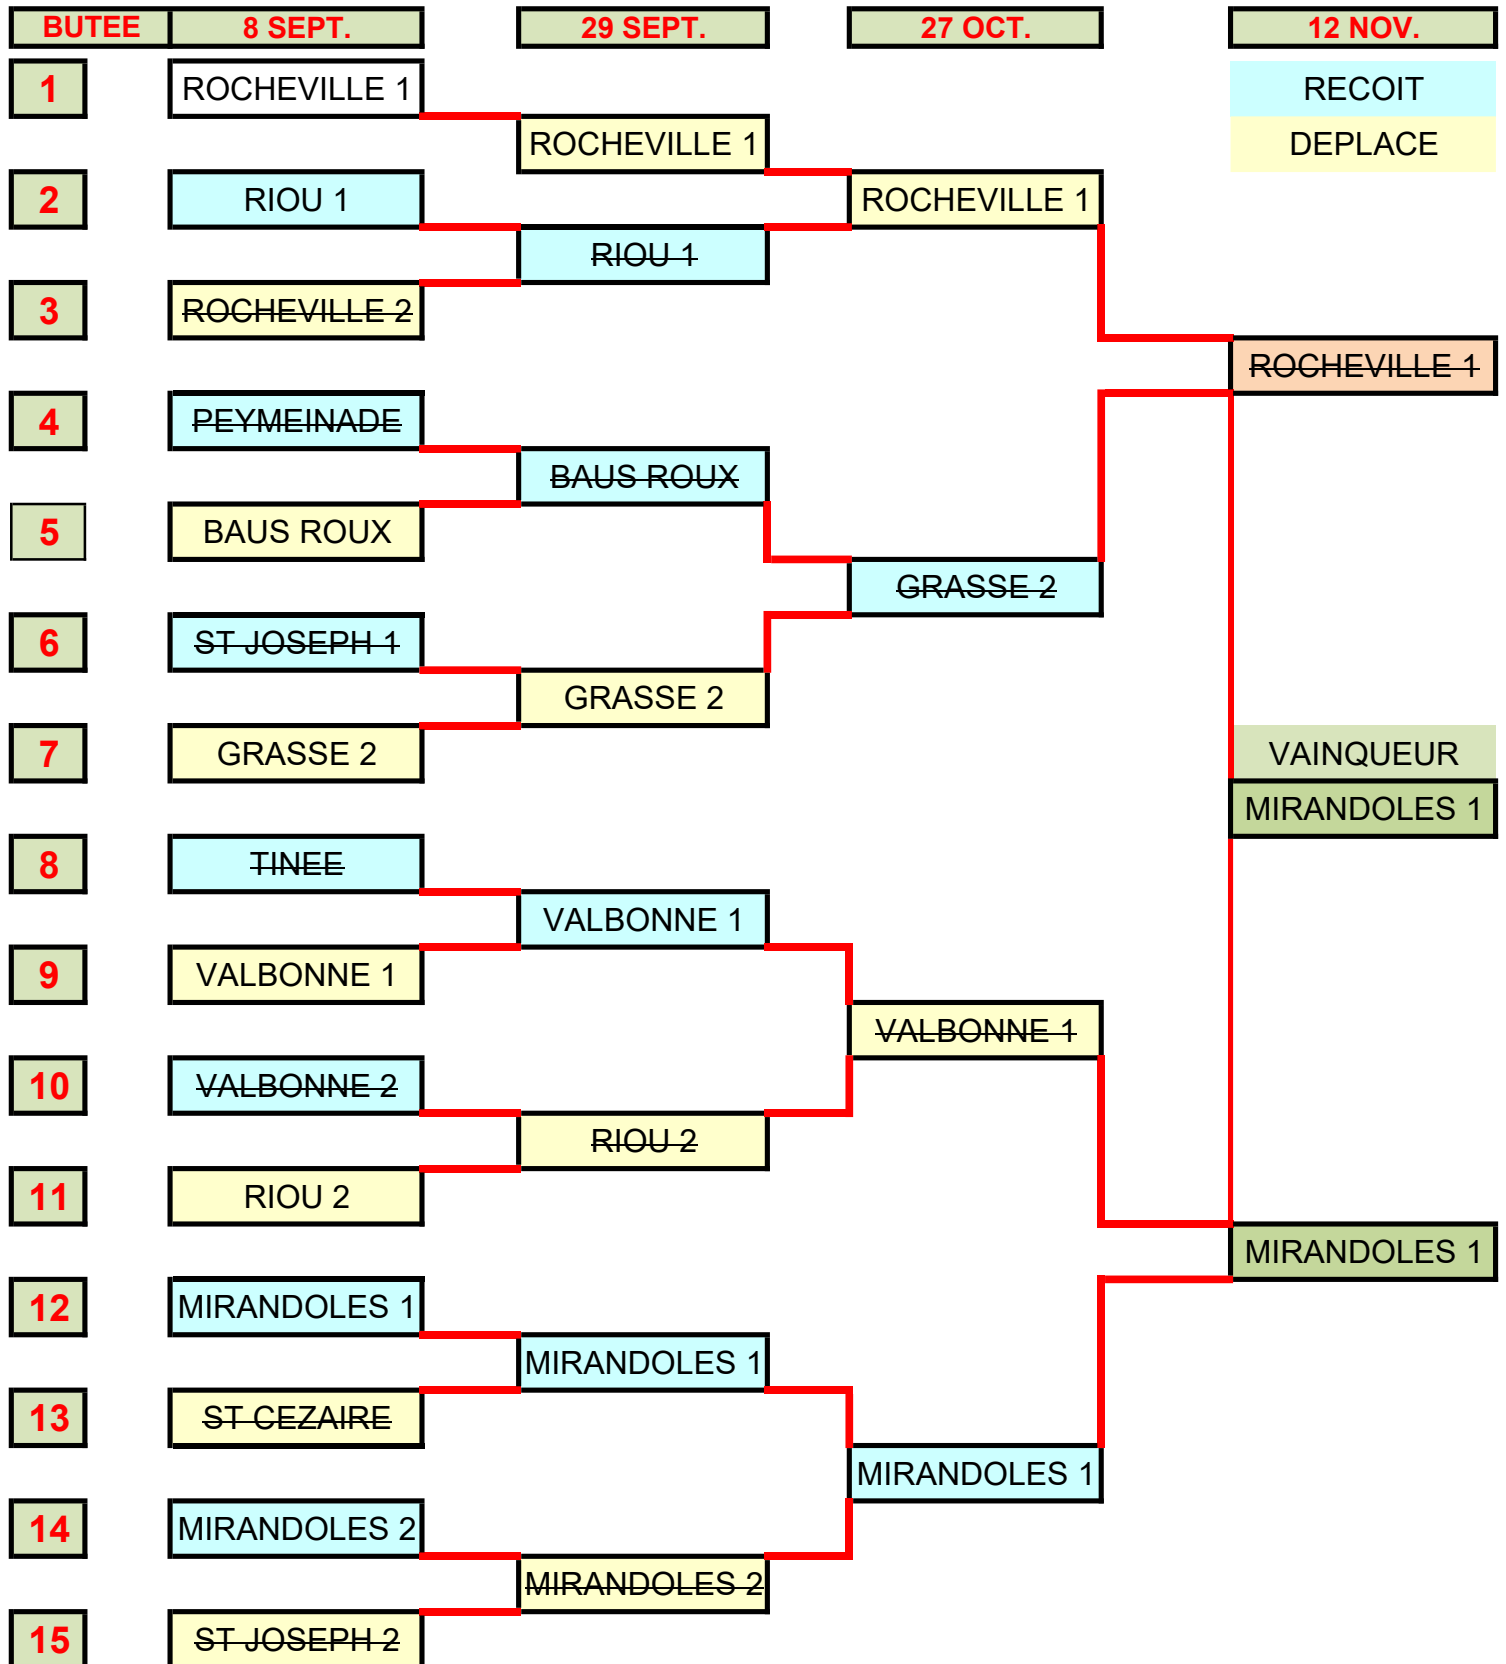 BUTEE 8 SEPT. 29 SEPT. 27 OCT. 12 NOV.
1 ROCHEVILLE 1 RECOIT
ROCHEVILLE 1 DEPLACE
2 RIOU 1 ROCHEVILLE 1
RIOU 1
3 ROCHEVILLE 2
ROCHEVILLE 1
4 PEYMEINADE
BAUS ROUX
5 BAUS ROUX
GRASSE 2
6 ST JOSEPH 1
GRASSE 2
7 GRASSE 2 VAINQUEUR
MIRANDOLES 1
8 TINEE
VALBONNE 1
9 VALBONNE 1
VALBONNE 1
10 VALBONNE 2
RIOU 2
11 RIOU 2
MIRANDOLES 1
12 MIRANDOLES 1
MIRANDOLES 1
13 ST CEZAIRE
MIRANDOLES 1
14 MIRANDOLES 2
MIRANDOLES 2
15 ST JOSEPH 2